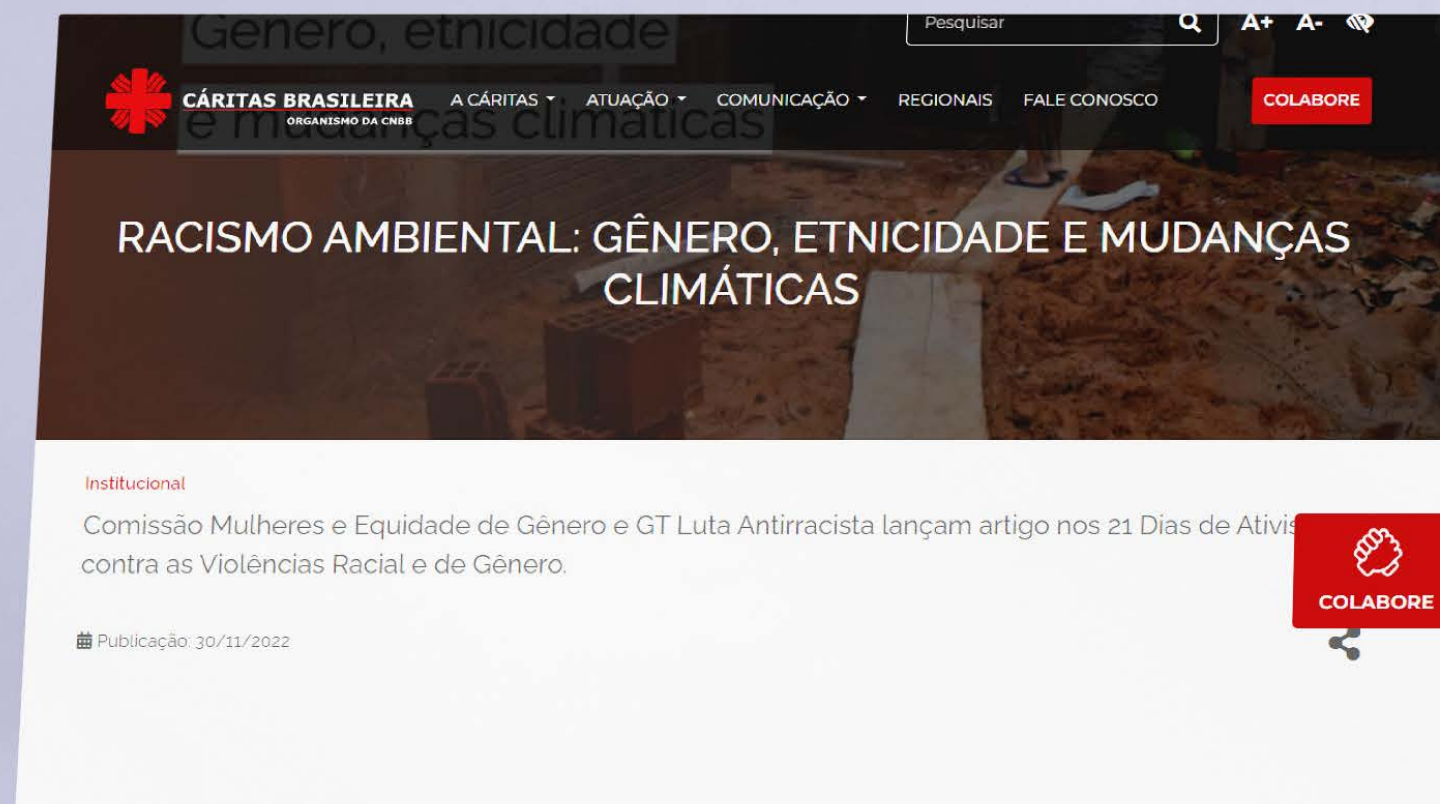 Gênero, etnicidade
Pesquisar
A+ A-
CÁRITAS BRASILEIRA
ORGANISMO DA CNBB
A CÁRITAS
ATUAÇÃO
COMUNICAÇÃO
REGIONAIS
FALE CONOSCO
COLABORE
e mudanças climáticas
RACISMO AMBIENTAL: GÊNERO, ETNICIDADE E MUDANÇAS
CLIMÁTICAS
Institucional
Comissão Mulheres e Equidade de Gênero e GT Luta Antirracista lançam artigo nos 21 Dias de Ativis
contra as Violências Racial e de Gênero.
COLABORE
Publicação: 30/11/2022